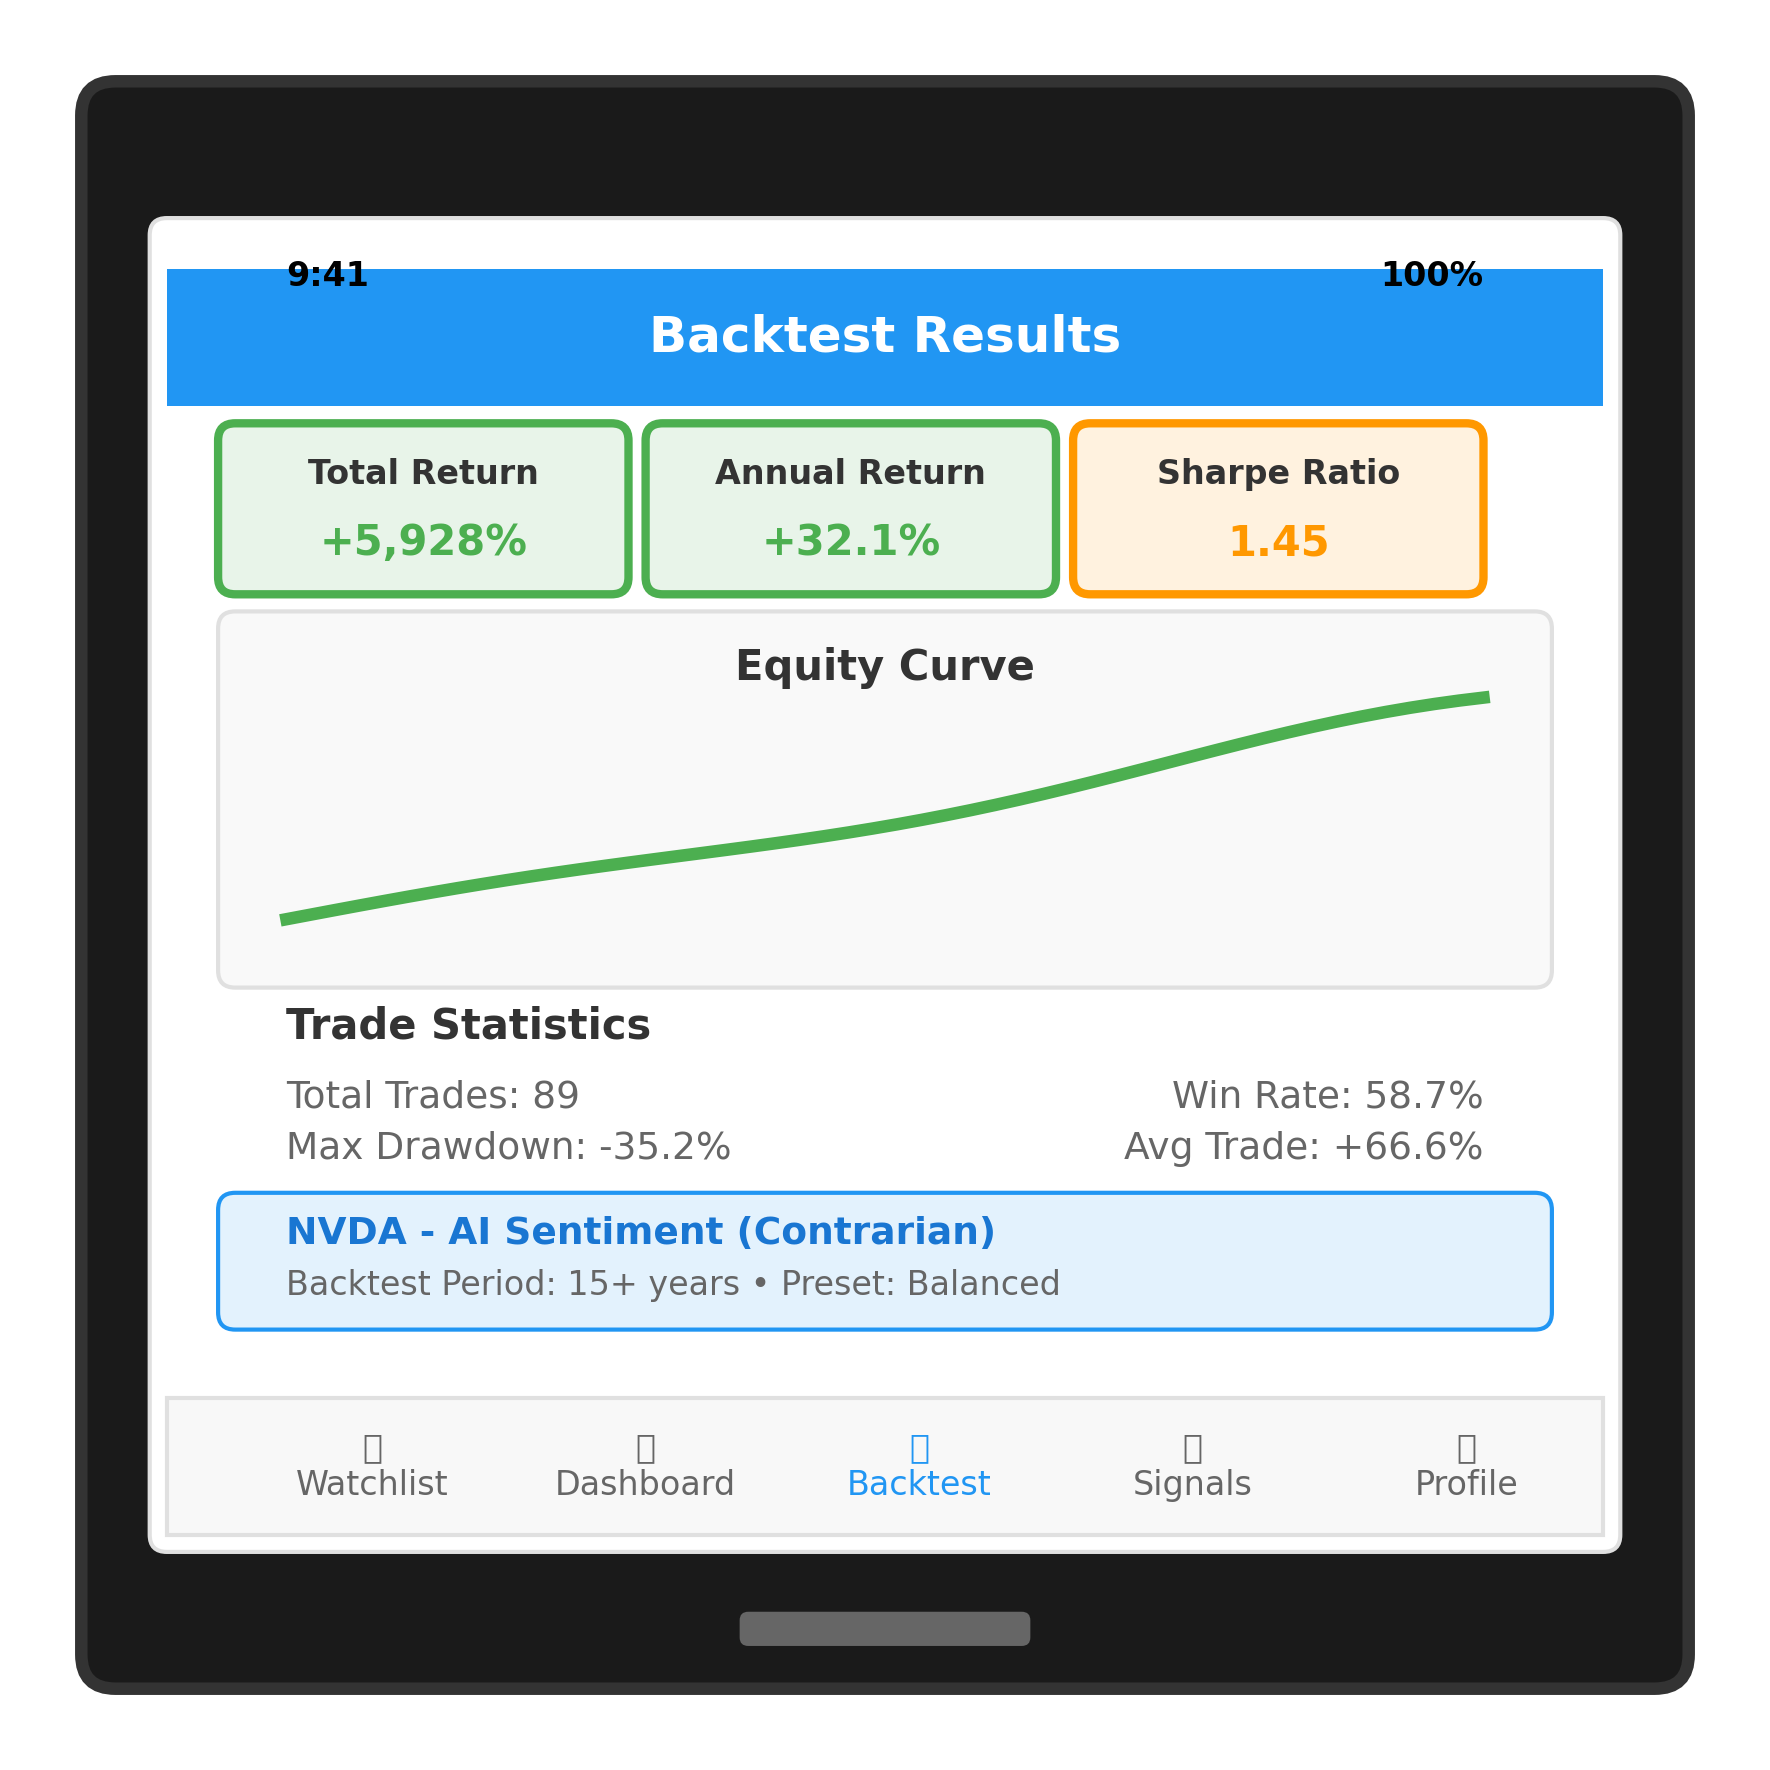 9:41 100%
Backtest Results
Total Return Annual Return Sharpe Ratio
+5,928% +32.1% 1.45
Equity Curve
Trade Statistics
Total Trades: 89 Win Rate: 58.7%
Max Drawdown: -35.2% Avg Trade: +66.6%
NVDA - AI Sentiment (Contrarian)
Backtest Period: 15+ years • Preset: Balanced
Watchlist Dashboard Backtest Signals Profile